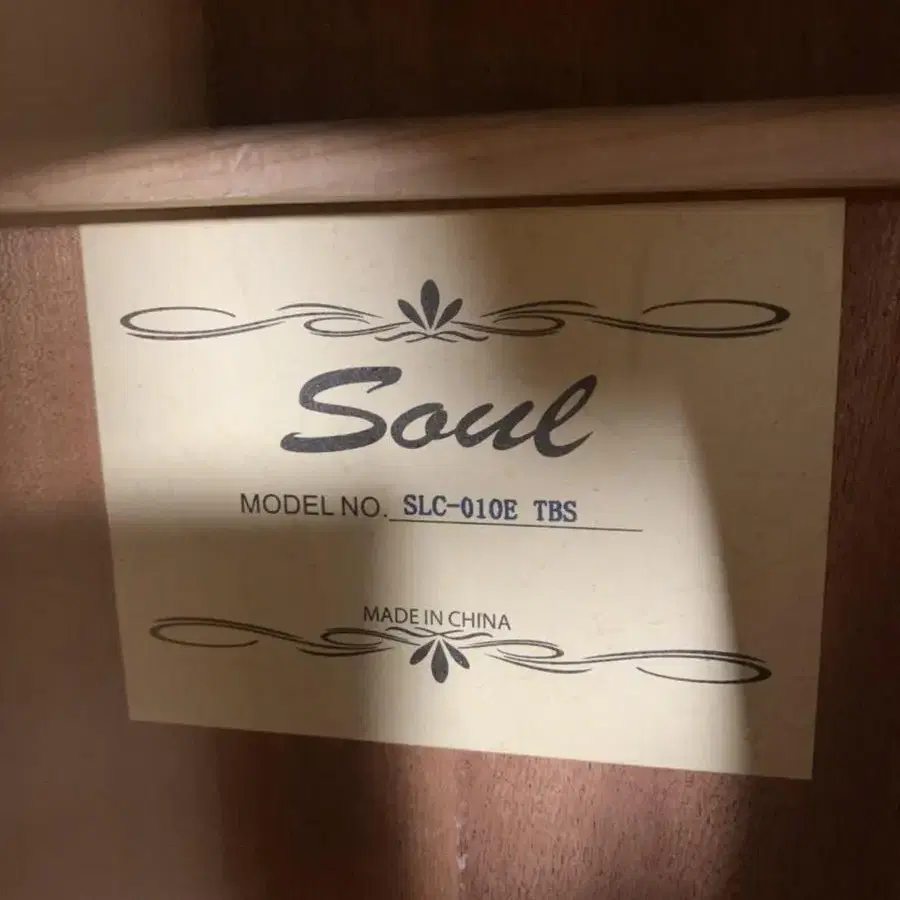 Soul
MODEL NO. SLC-010E TBS
MADE IN CHINA